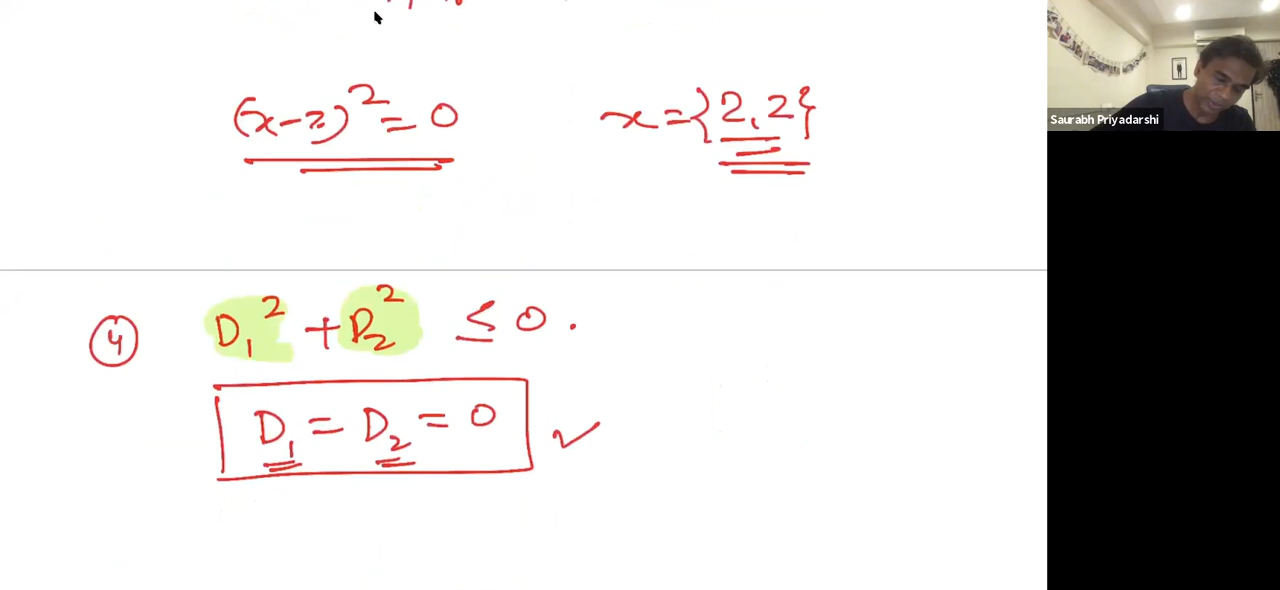 (x-2)² = 0 x = {2, 2}
Saurabh Priyadarshi
④ D₁² + D₂² ≤ 0.
D₁ = D₂ = 0 ✓